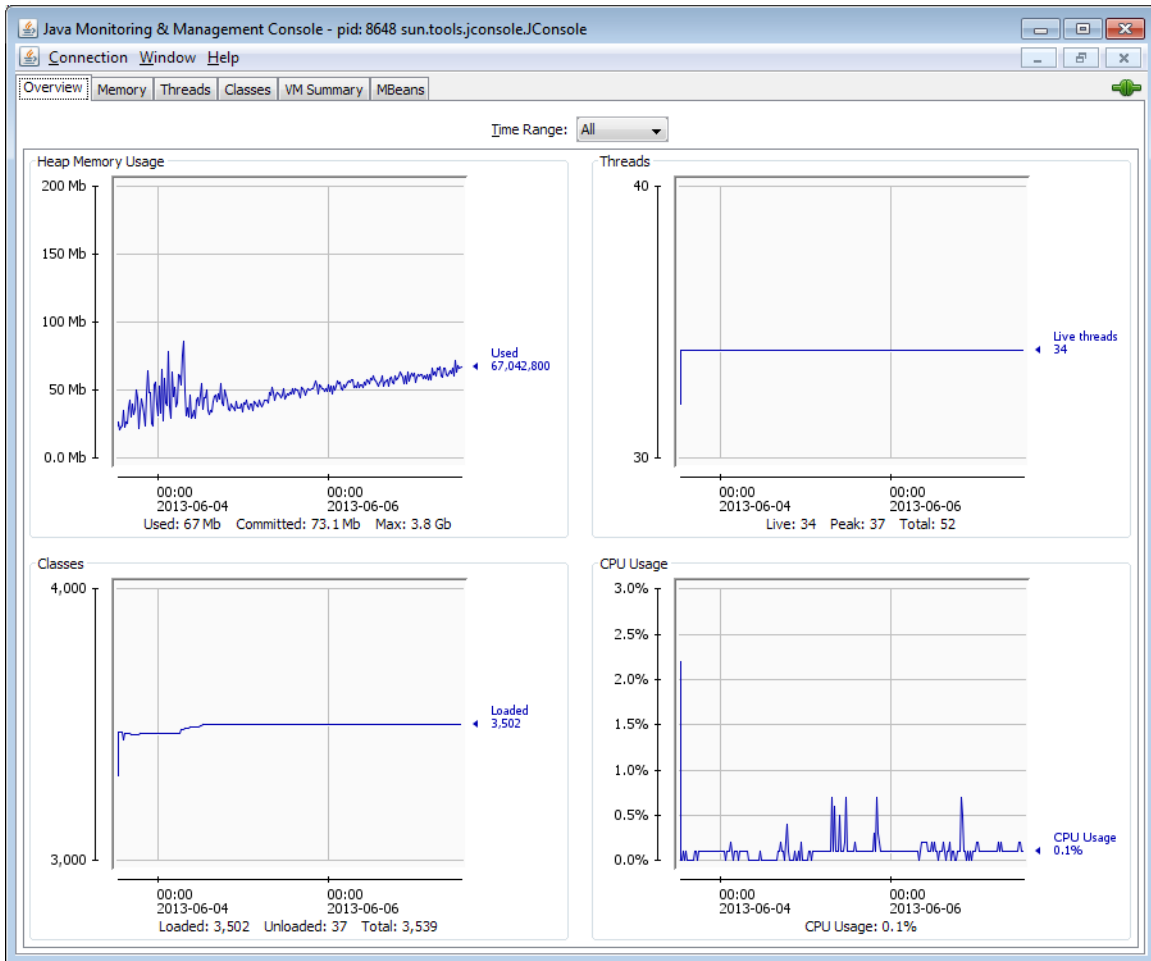 Java Monitoring & Management Console - pid: 8648 sun.tools.jconsole.JConsole
Connection Window Help
Overview Memory Threads Classes VM Summary MBeans
Time Range: All
Heap Memory Usage
200 Mb
150 Mb
100 Mb
50 Mb
0.0 Mb
Used
67,042,800
00:00 00:00
2013-06-04 2013-06-06
Used: 67 Mb Committed: 73.1 Mb Max: 3.8 Gb
Threads
40
30
Live threads
34
00:00 00:00
2013-06-04 2013-06-06
Live: 34 Peak: 37 Total: 52
Classes
4,000
3,000
Loaded
3,502
00:00 00:00
2013-06-04 2013-06-06
Loaded: 3,502 Unloaded: 37 Total: 3,539
CPU Usage
3.0%
2.5%
2.0%
1.5%
1.0%
0.5%
0.0%
CPU Usage
0.1%
00:00 00:00
2013-06-04 2013-06-06
CPU Usage: 0.1%